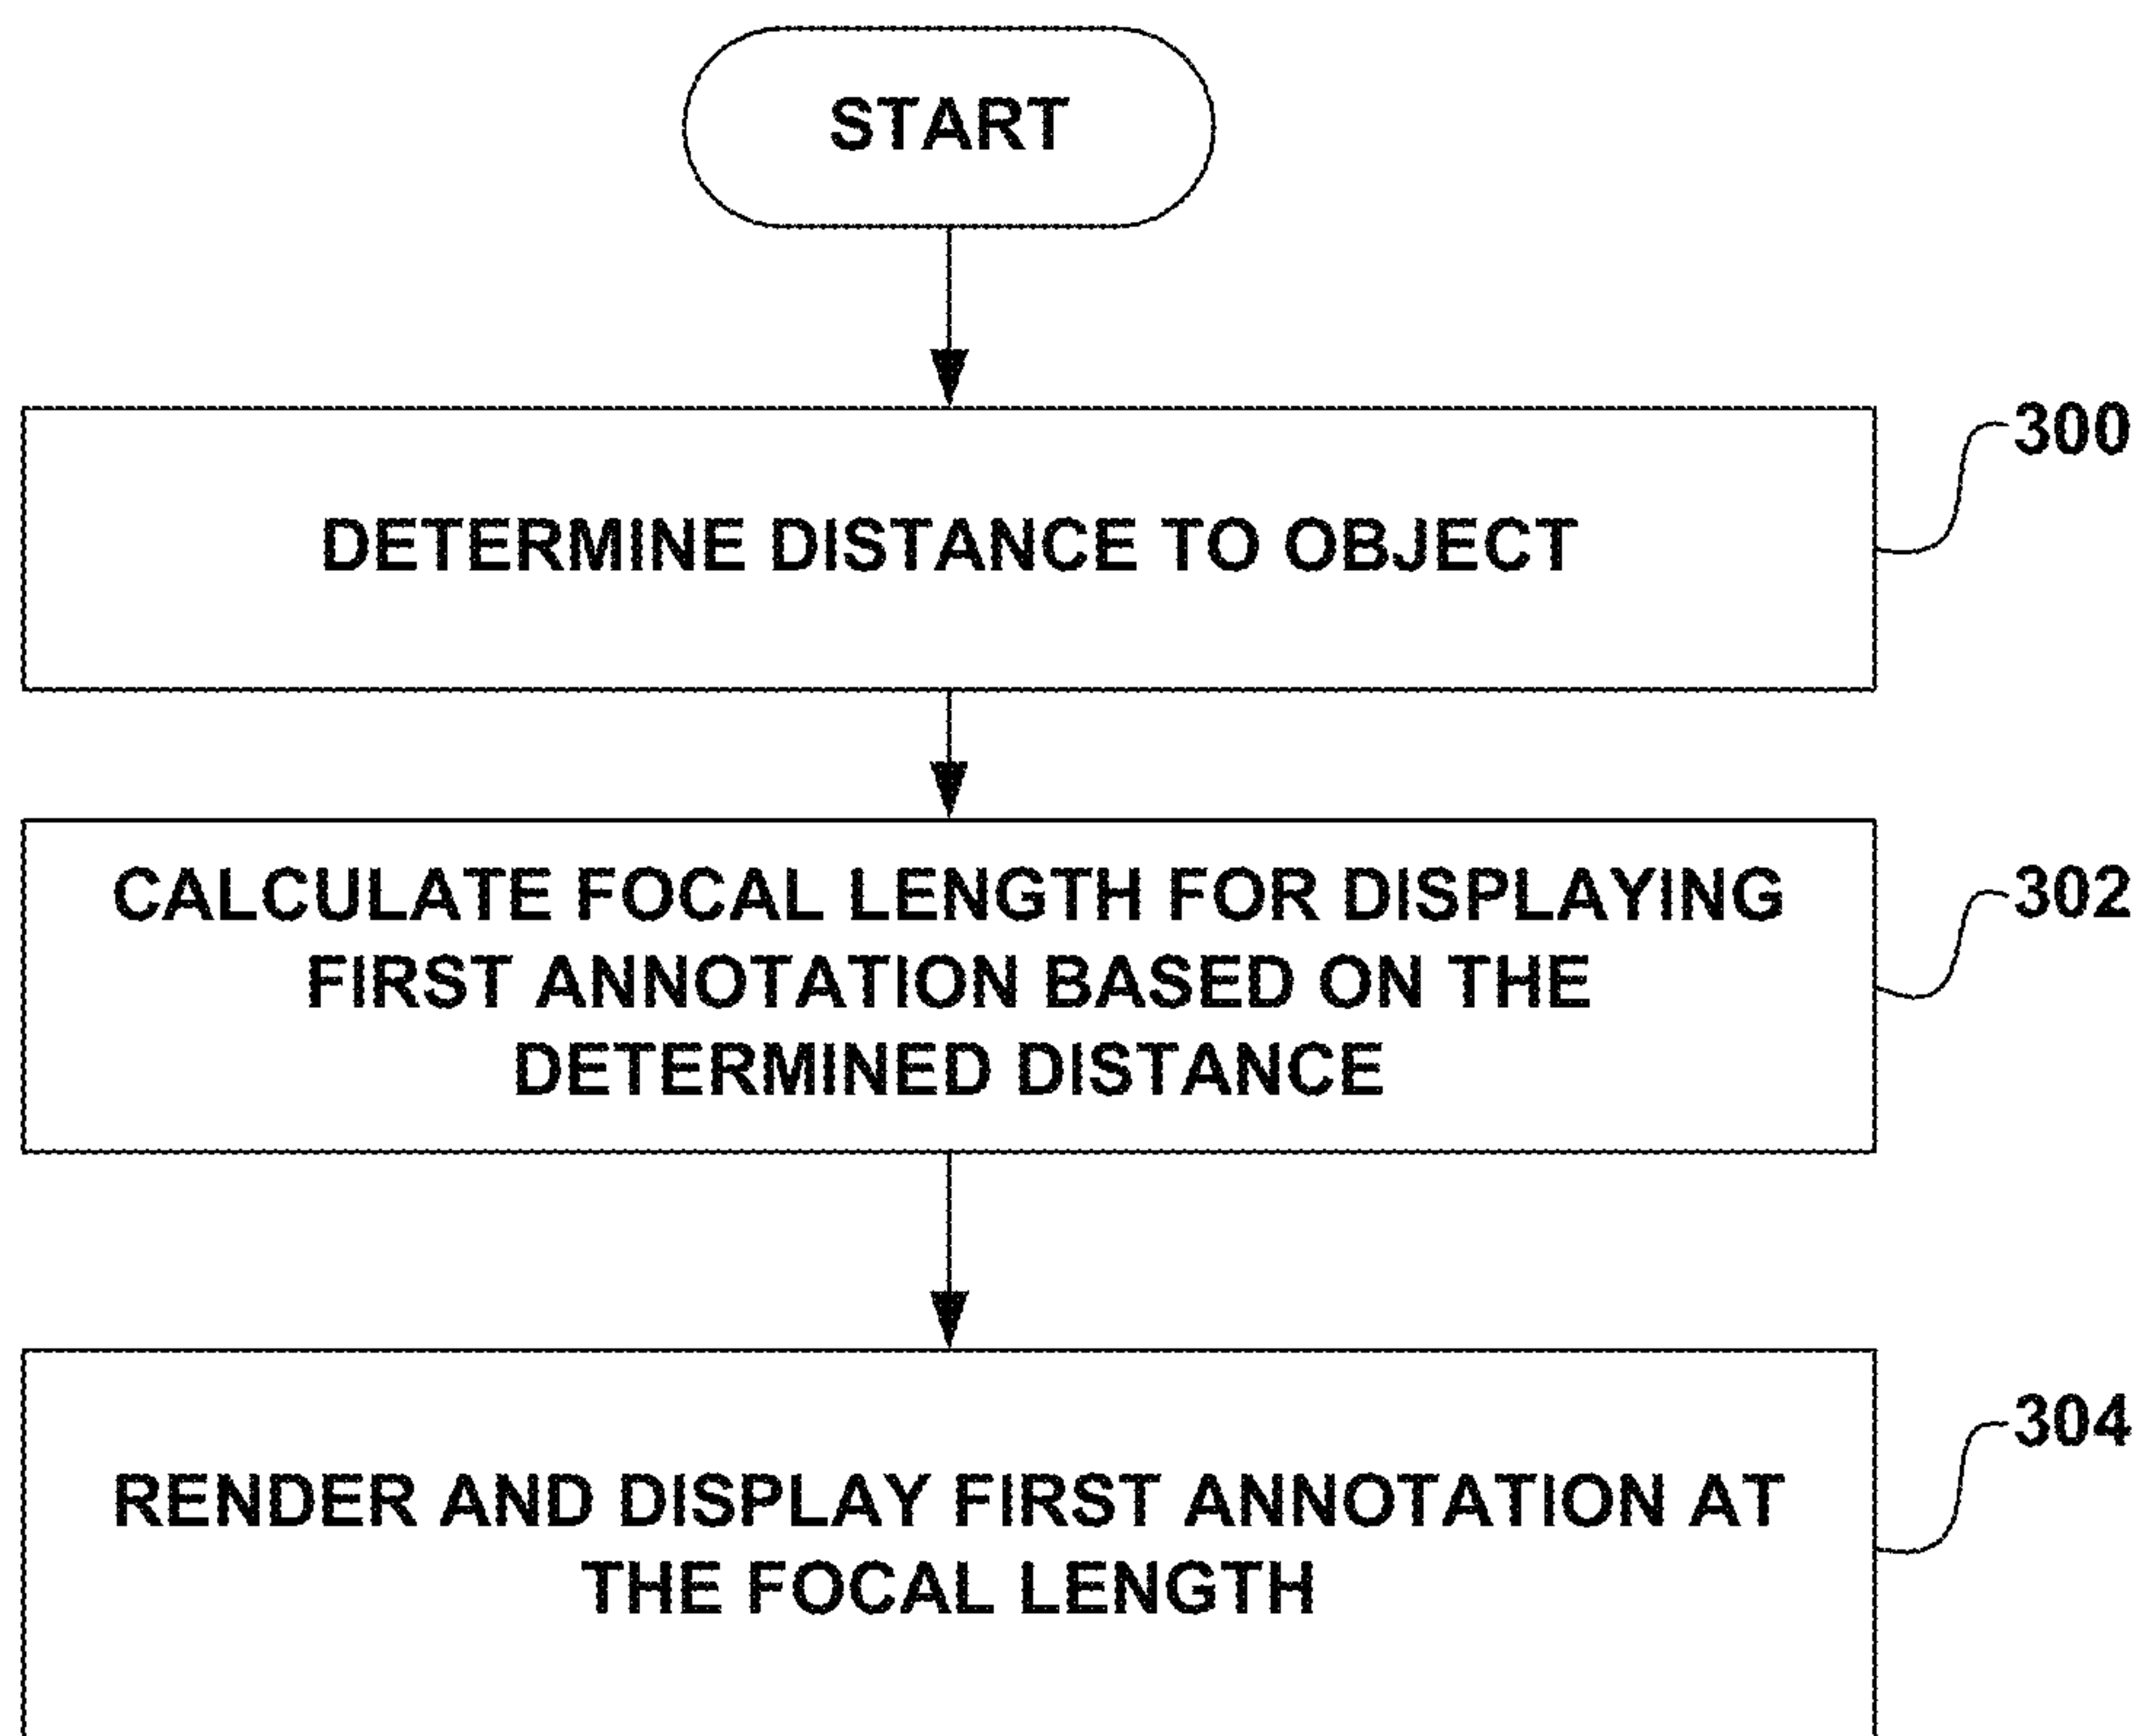 START
300
DETERMINE DISTANCE TO OBJECT
302
CALCULATE FOCAL LENGTH FOR DISPLAYING
FIRST ANNOTATION BASED ON THE
DETERMINED DISTANCE
304
RENDER AND DISPLAY FIRST ANNOTATION AT
THE FOCAL LENGTH